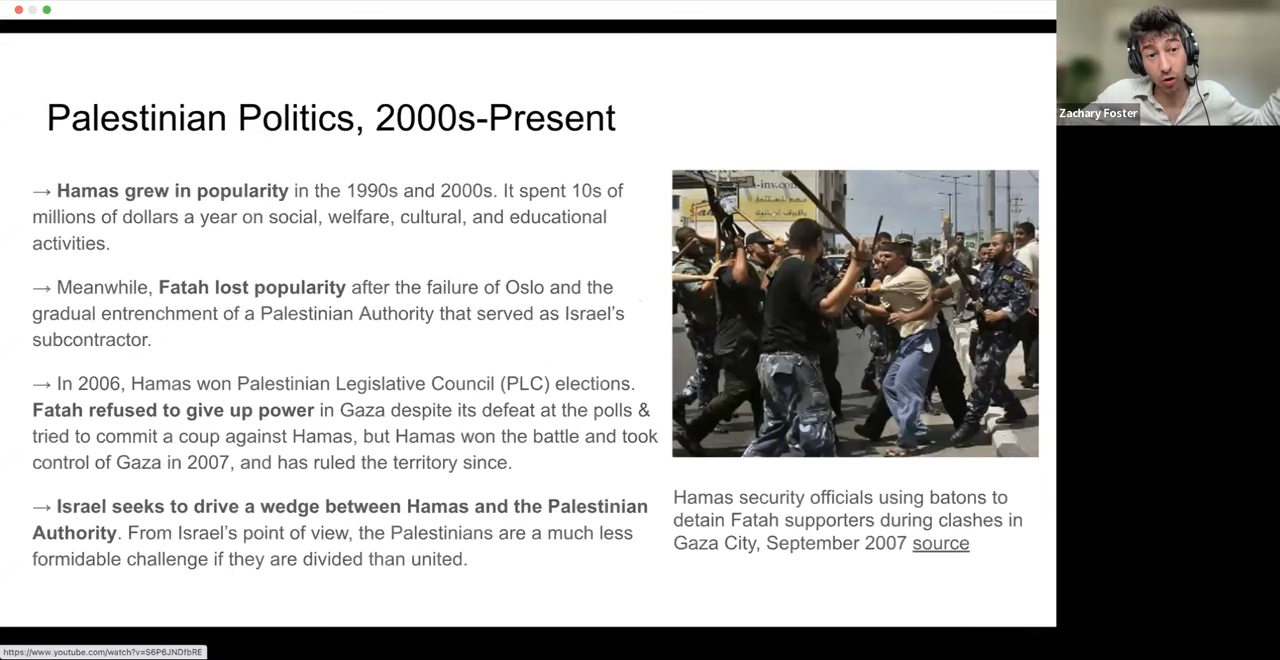 Palestinian Politics, 2000s-Present
→ Hamas grew in popularity in the 1990s and 2000s. It spent 10s of
millions of dollars a year on social, welfare, cultural, and educational
activities.
→ Meanwhile, Fatah lost popularity after the failure of Oslo and the
gradual entrenchment of a Palestinian Authority that served as Israel’s
subcontractor.
→ In 2006, Hamas won Palestinian Legislative Council (PLC) elections.
Fatah refused to give up power in Gaza despite its defeat at the polls &
tried to commit a coup against Hamas, but Hamas won the battle and took
control of Gaza in 2007, and has ruled the territory since.
→ Israel seeks to drive a wedge between Hamas and the Palestinian
Authority. From Israel’s point of view, the Palestinians are a much less
formidable challenge if they are divided than united.
Hamas security officials using batons to
detain Fatah supporters during clashes in
Gaza City, September 2007 source
Zachary Foster
https://www.youtube.com/watch?v=S6P6JNDfbRE